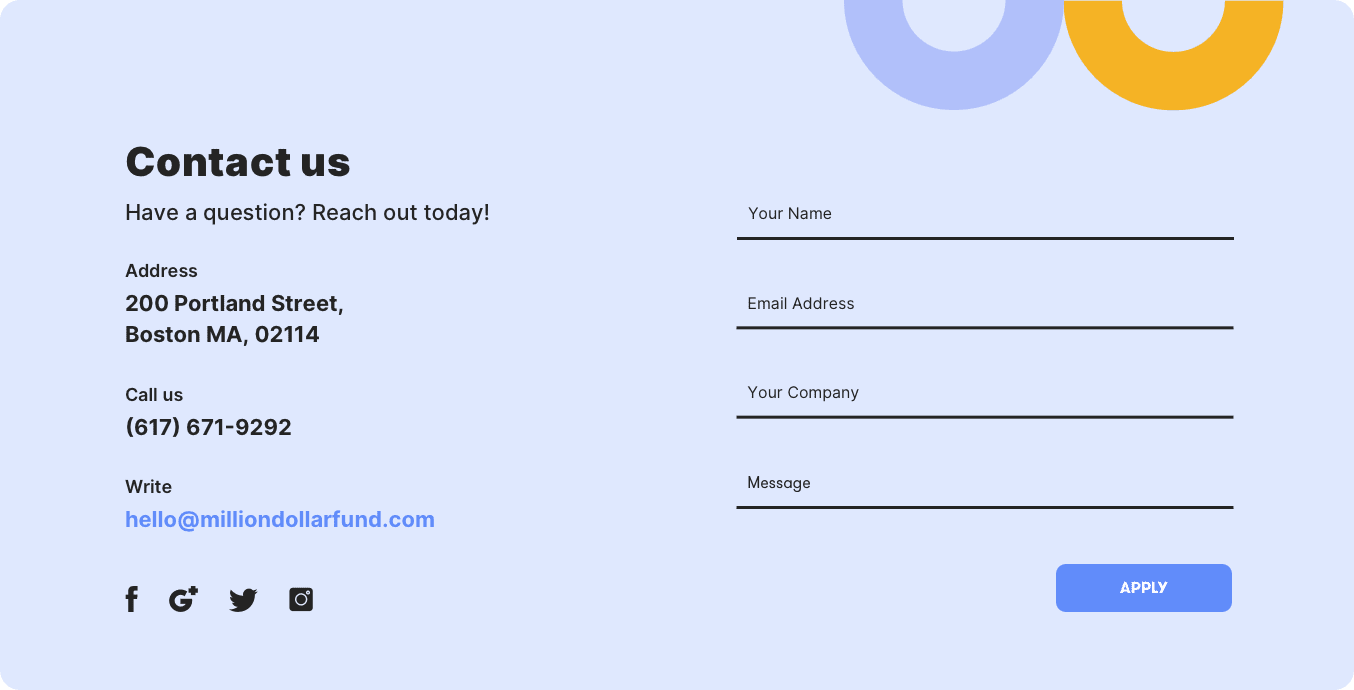 Contact us
Have a question? Reach out today!
Address
200 Portland Street,
Boston MA, 02114
Call us
(617) 671-9292
Write
hello@milliondollarfund.com
Your Name
Email Address
Your Company
Message
APPLY